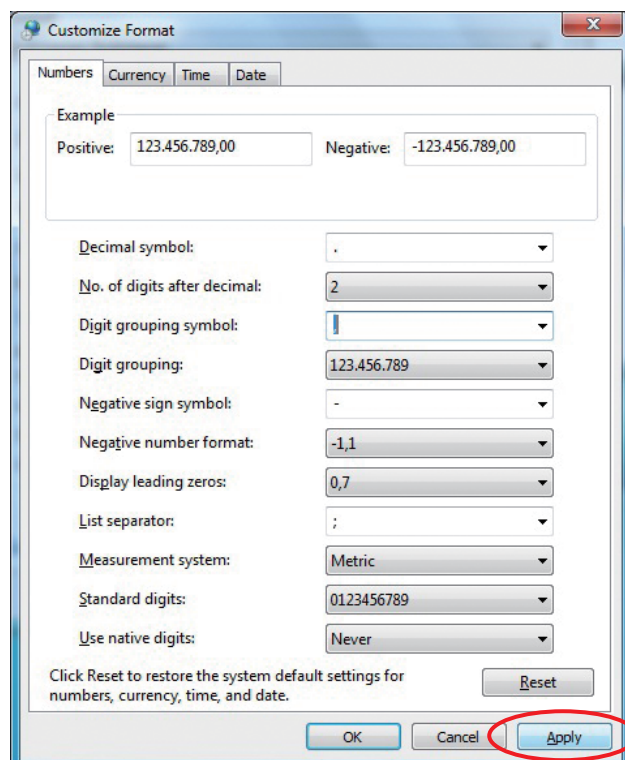 Customize Format
Numbers Currency Time Date
Example
Positive: 123.456.789,00 Negative: -123.456.789,00
Decimal symbol: .
No. of digits after decimal: 2
Digit grouping symbol: ,
Digit grouping: 123.456.789
Negative sign symbol: -
Negative number format: -1,1
Display leading zeros: 0,7
List separator: ;
Measurement system: Metric
Standard digits: 0123456789
Use native digits: Never
Click Reset to restore the system default settings for
numbers, currency, time, and date. Reset
OK Cancel Apply